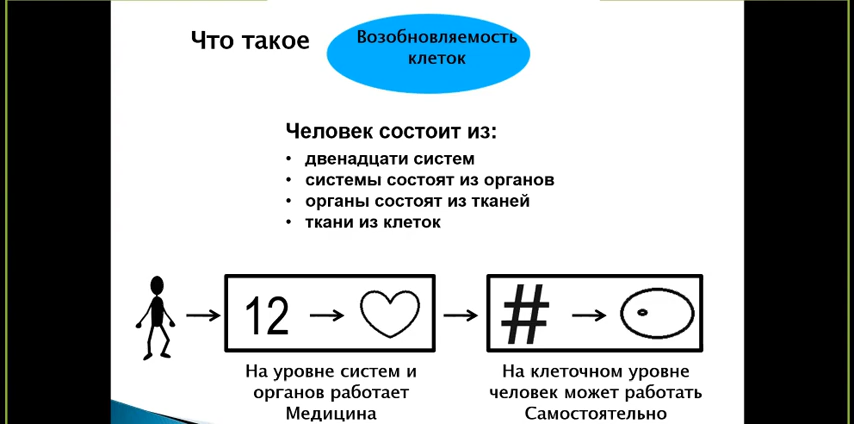 Что такое
Возобновляемость
клеток
Человек состоит из:
• двенадцати систем
• системы состоят из органов
• органы состоят из тканей
• ткани из клеток
12
#
На уровне систем и
органов работает
Медицина
На клеточном уровне
человек может работать
Самостоятельно